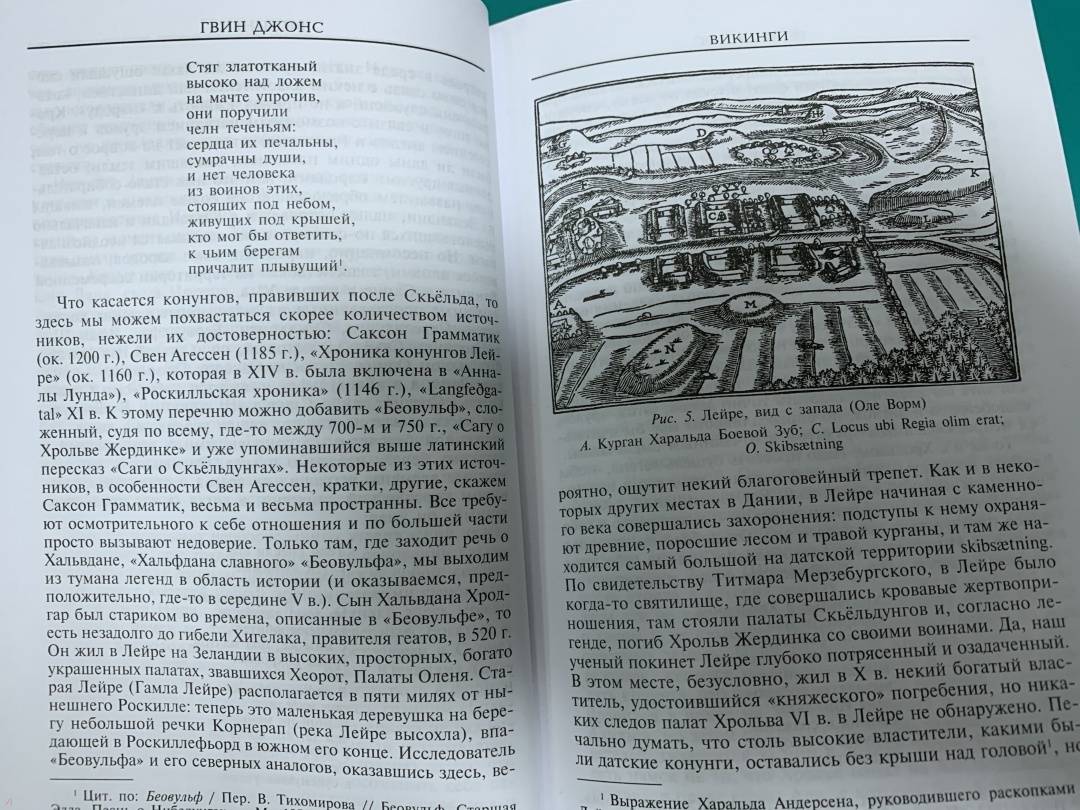 ГВИН ДЖОНС
Стяг златотканый
высоко над ложем
на мачте упрочив,
они поручили
челн теченьям:
сердца их печальны,
сумрачны души,
и нет человека
из воинов этих,
стоящих под небом,
живущих под крышей,
кто мог бы ответить,
к чьим берегам
причалит плывущий¹.
Что касается конунгов, правивших после Скьёльда, то
здесь мы можем похвастаться скорее количеством источ-
ников, нежели их достоверностью: Саксон Грамматик
(ок. 1200 г.), Свен Агессен (1185 г.), «Хроника конунгов Лей-
ре» (ок. 1160 г.), которая в XIV в. была включена в «Анна-
лы Лунда»), «Роскилльская хроника» (1146 г.), «Langfeðga-
tal» XI в. К этому перечню можно добавить «Беовульф», сло-
женный, судя по всему, где-то между 700-м и 750 г., «Сагу о
Хрольве Жердинке» и уже упоминавшийся выше латинский
пересказ «Саги о Скьёльдунгах». Некоторые из этих источ-
ников, в особенности Свен Агессен, кратки, другие, скажем
Саксон Грамматик, весьма и весьма пространны. Все требу-
ют осмотрительного к себе отношения и по большей части
просто вызывают недоверие. Только там, где заходит речь о
Хальвдане, «Хальфдана славного» «Беовульфа», мы выходим
из тумана легенд в область истории (и оказываемся, пред-
положительно, где-то в середине V в.). Сын Хальвдана Хрод-
гар был стариком во времена, описанные в «Беовульфе», то
есть незадолго до гибели Хигелака, правителя геатов, в 520 г.
Он жил в Лейре на Зеландии в высоких, просторных, богато
украшенных палатах, звавшихся Хеорот, Палаты Оленя. Ста-
рая Лейре (Гамла Лейре) располагается в пяти милях от ны-
нешнего Роскилле: теперь это маленькая деревушка на бере-
гу небольшой речки Корнерап (река Лейре высохла), впа-
дающей в Роскиллефьорд в южном его конце. Исследователь
«Беовульфа» и его северных аналогов, оказавшись здесь, ве-
¹ Цит. по: Беовульф / Пер. В. Тихомирова // Беовульф. Старшая
ВИКИНГИ
D
E
K
L
C
A
M
N
Рис. 5. Лейре, вид с запада (Оле Ворм)
A. Курган Харальда Боевой Зуб; C. Locus ubi Regia olim erat;
O. Skibsætning
роятно, ощутит некий благоговейный трепет. Как и в неко-
торых других местах в Дании, в Лейре начиная с каменно-
го века совершались захоронения: подступы к нему охраня-
ют древние, поросшие лесом и травой курганы, и там же на-
ходится самый большой на датской территории skibsætning.
По свидетельству Титмара Мерзебургского, в Лейре было
когда-то святилище, где совершались кровавые жертвопри-
ношения, там стояли палаты Скьёльдунгов и, согласно ле-
генде, погиб Хрольв Жердинка со своими воинами. Да, наш
ученый покинет Лейре глубоко потрясенный и озадаченный.
В этом месте, безусловно, жил в X в. некий богатый влас-
титель, удостоившийся «княжеского» погребения, но ника-
ких следов палат Хрольва VI в. в Лейре не обнаружено. Пе-
чально думать, что столь высокие властители, какими бы-
ли датские конунги, оставались без крыши над головой¹, но
¹ Выражение Харальда Андерсена, руководившего раскопками